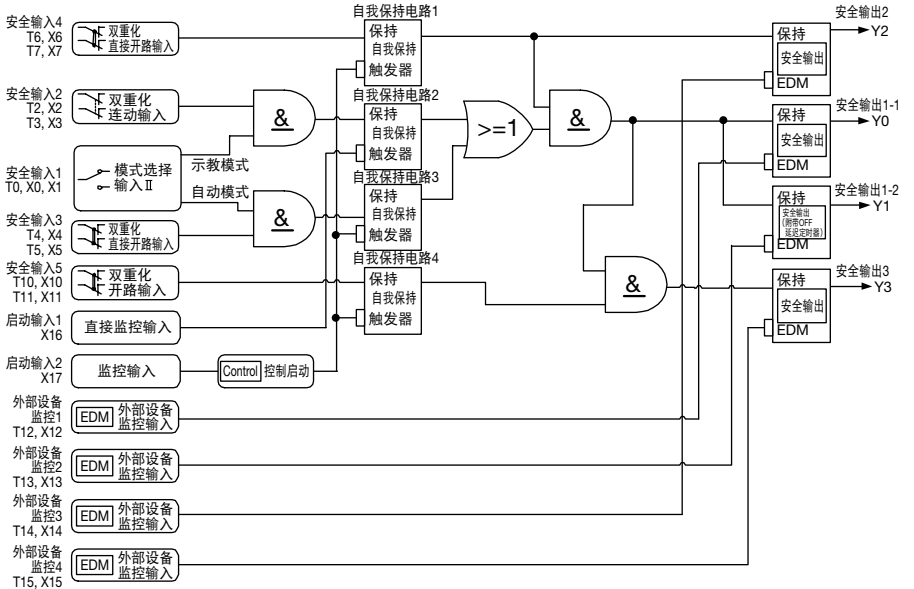 安全输入4
T6, X6
T7, X7
双重化
直接开路输入
安全输入2
T2, X2
T3, X3
双重化
连动输入
安全输入1
T0, X0, X1
模式选择
输入Ⅱ
示教模式
自动模式
安全输入3
T4, X4
T5, X5
双重化
直接开路输入
安全输入5
T10, X10
T11, X11
双重化
开路输入
启动输入1
X16
直接监控输入
启动输入2
X17
监控输入
Control 控制启动
外部设备
监控1
T12, X12
EDM 外部设备
监控输入
外部设备
监控2
T13, X13
EDM 外部设备
监控输入
外部设备
监控3
T14, X14
EDM 外部设备
监控输入
外部设备
监控4
T15, X15
EDM 外部设备
监控输入
&
&
自我保持电路1
保持
自我保持
触发器
自我保持电路2
保持
自我保持
触发器
自我保持电路3
保持
自我保持
触发器
自我保持电路4
保持
自我保持
触发器
>=1
&
&
保持
安全输出
EDM
安全输出2
Y2
保持
安全输出
EDM
安全输出1-1
Y0
保持
安全输出
(附带OFF
延迟定时器)
EDM
安全输出1-2
Y1
保持
安全输出
EDM
安全输出3
Y3